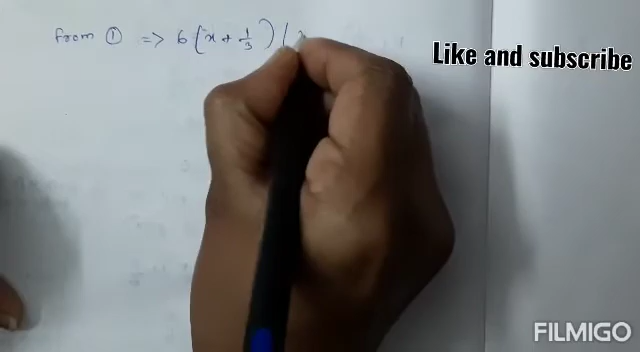 from ① => 6 (x + 1/3) (x
Like and subscribe
FILMIGO